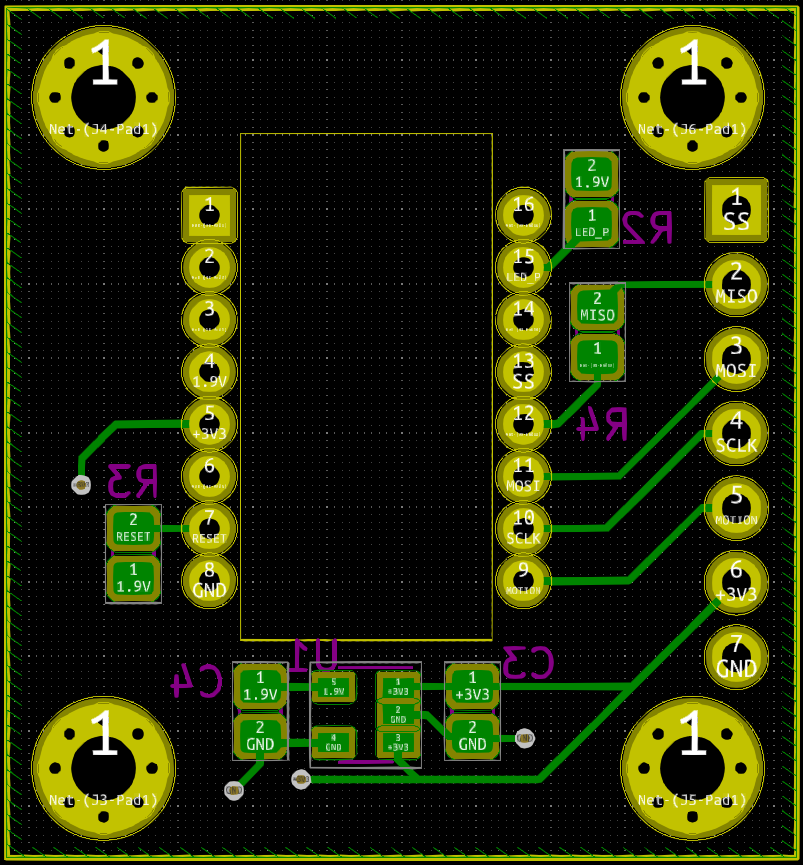 1
Net-(J4-Pad1)
1
Net-(J6-Pad1)
2
1.9V
1
LED_P
R2
1
SS
2
MISO
3
MOSI
4
SCLK
5
MOTION
6
+3V3
7
GND
1
2
3
4
1.9V
5
+3V3
6
7
RESET
8
GND
16
15
LED_P
14
13
SS
12
11
MOSI
10
SCLK
9
MOTION
2
MISO
1
R4
R3
2
RESET
1
1.9V
U1
C4
C3
1
1.9V
2
GND
5
1.9V
4
GND
1
+3V3
2
GND
3
+3V3
1
+3V3
2
GND
GND
GND
1
Net-(J3-Pad1)
1
Net-(J5-Pad1)